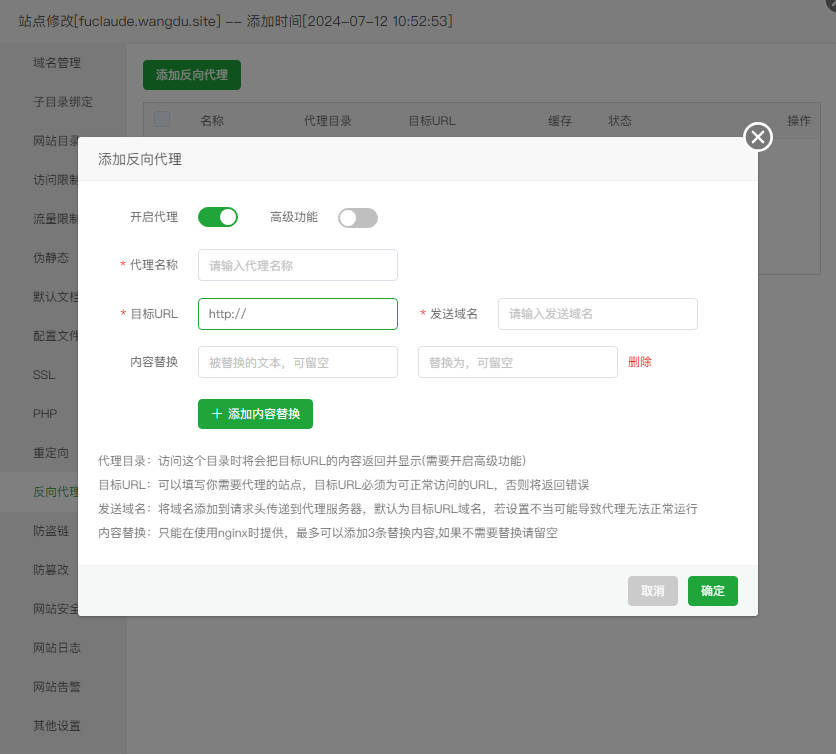 站点修改[fuclaude.wangdu.site] -- 添加时间[2024-07-12 10:52:53]
域名管理
子目录绑定
网站目录
访问限制
流量限制
伪静态
默认文档
配置文件
SSL
PHP
重定向
反向代理
防盗链
防篡改
网站安全
网站日志
网站告警
其他设置
添加反向代理
名称 代理目录 目标URL 缓存 状态 操作
添加反向代理
开启代理 高级功能
* 代理名称 请输入代理名称
* 目标URL http:// * 发送域名 请输入发送域名
内容替换 被替换的文本，可留空 替换为，可留空 删除
+ 添加内容替换
代理目录：访问这个目录时将会把目标URL的内容返回并显示(需要开启高级功能)
目标URL：可以填写你需要代理的站点，目标URL必须为可正常访问的URL，否则将返回错误
发送域名：将域名添加到请求头传递到代理服务器，默认为目标URL域名，若设置不当可能导致代理无法正常运行
内容替换：只能在使用nginx时提供，最多可以添加3条替换内容,如果不需要替换请留空
取消 确定